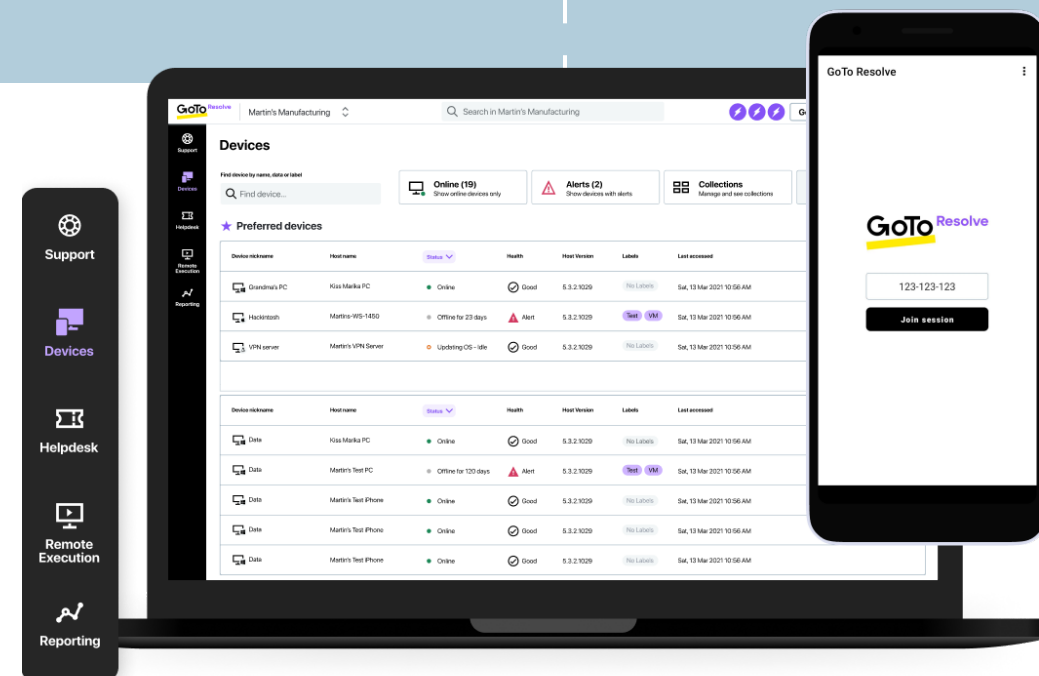 Support
Devices
Helpdesk
Remote
Execution
Reporting
GoTo Resolve
Martin's Manufacturing
Search in Martin's Manufacturing
Support
Devices
Helpdesk
Remote
Execution
Reporting
Devices
Find device by name, data or label
Find device...
Online (19)
Show online devices only
Alerts (2)
Show devices with alerts
Collections
Manage and see collections
Preferred devices
Device nickname Host name Status Health Host Version Labels Last accessed
Grandma's PC Kiss Marika PC Online Good 5.3.2.1029 No Labels Sat, 13 Mar 2021 10:56 AM
Hackintosh Martins-WS-1450 Offline for 23 days Alert 5.3.2.1029 Test VM Sat, 13 Mar 2021 10:56 AM
VPN server Martin's VPN Server Updating OS - Idle Good 5.3.2.1029 No Labels Sat, 13 Mar 2021 10:56 AM
Device nickname Host name Status Health Host Version Labels Last accessed
Data Kiss Marika PC Online Good 5.3.2.1029 No Labels Sat, 13 Mar 2021 10:56 AM
Data Martin's Test PC Offline for 120 days Alert 5.3.2.1029 Test VM Sat, 13 Mar 2021 10:56 AM
Data Martin's Test iPhone Online Good 5.3.2.1029 No Labels Sat, 13 Mar 2021 10:56 AM
Data Martin's Test iPhone Online Good 5.3.2.1029 No Labels Sat, 13 Mar 2021 10:56 AM
Data Martin's Test iPhone Online Good 5.3.2.1029 No Labels Sat, 13 Mar 2021 10:56 AM
GoTo Resolve
GoTo Resolve
123-123-123
Join session